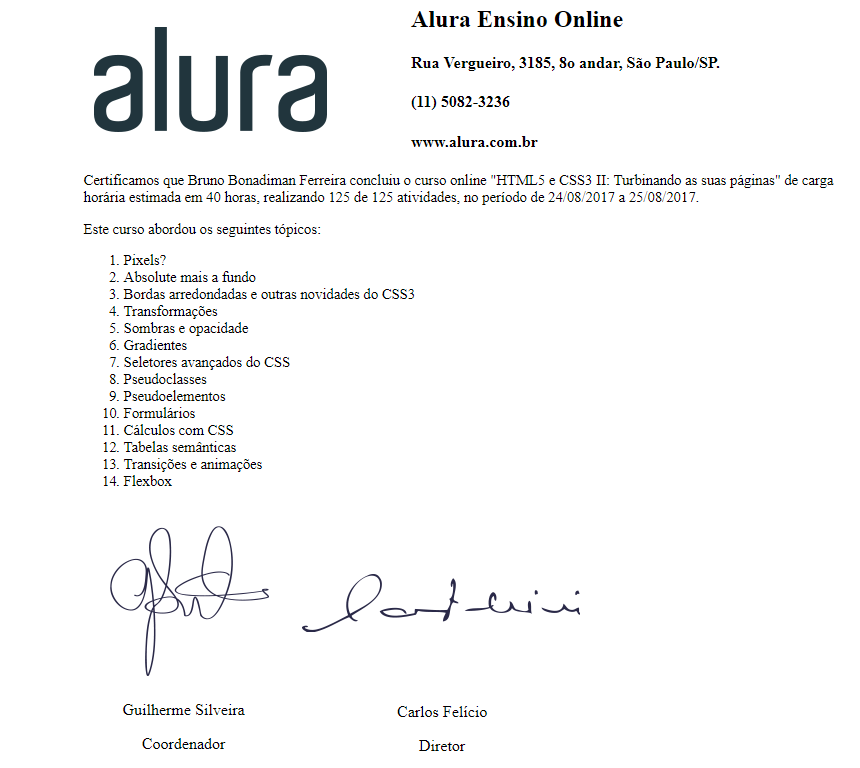 alura
Alura Ensino Online
Rua Vergueiro, 3185, 8o andar, São Paulo/SP.
(11) 5082-3236
www.alura.com.br
Certificamos que Bruno Bonadiman Ferreira concluiu o curso online "HTML5 e CSS3 II: Turbinando as suas páginas" de carga
horária estimada em 40 horas, realizando 125 de 125 atividades, no período de 24/08/2017 a 25/08/2017.
Este curso abordou os seguintes tópicos:
1. Pixels?
2. Absolute mais a fundo
3. Bordas arredondadas e outras novidades do CSS3
4. Transformações
5. Sombras e opacidade
6. Gradientes
7. Seletores avançados do CSS
8. Pseudoclasses
9. Pseudoelementos
10. Formulários
11. Cálculos com CSS
12. Tabelas semânticas
13. Transições e animações
14. Flexbox
Guilherme Silveira
Carlos Felício
Coordenador
Diretor